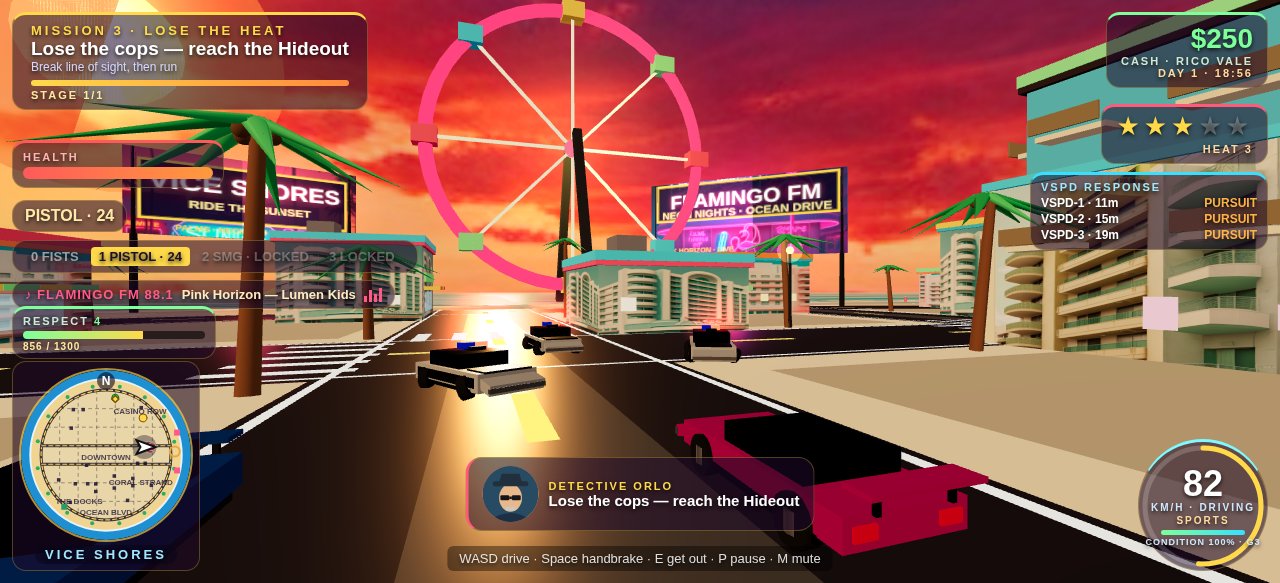 MISSION 3 · LOSE THE HEAT
Lose the cops — reach the Hideout
Break line of sight, then run
STAGE 1/1
$250
CASH · RICO VALE
DAY 1 · 18:56
HEAT 3
VSPD RESPONSE
VSPD-1 · 11m PURSUIT
VSPD-2 · 15m PURSUIT
VSPD-3 · 19m PURSUIT
HEALTH
VICE SHORES
RIDE THE SUNSET
FLAMINGO FM
NEON NIGHTS · OCEAN DRIVE
PISTOL · 24
0 FISTS 1 PISTOL · 24 2 SMG · LOCKED 3 LOCKED
♪ FLAMINGO FM 88.1 Pink Horizon — Lumen Kids
RESPECT 4
856 / 1300
N
CASINO ROW
DOWNTOWN
CORAL STRAND
THE DOCKS
OCEAN BLVD
VICE SHORES
DETECTIVE ORLO
Lose the cops — reach the Hideout
WASD drive · Space handbrake · E get out · P pause · M mute
82
KM/H · DRIVING
SPORTS
CONDITION 100% · G3